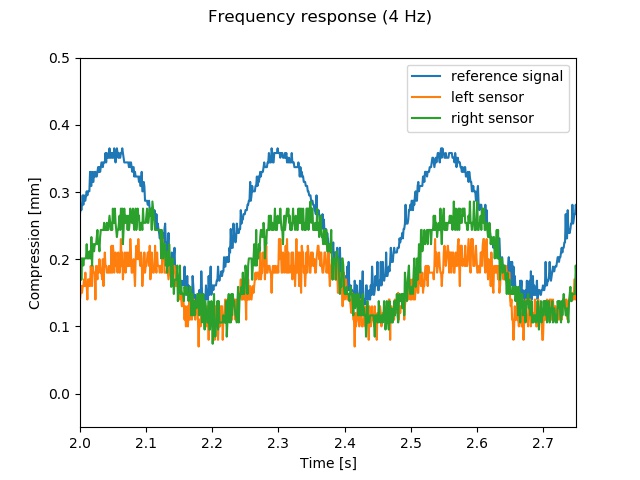 Frequency response (4 Hz)
0.5
0.4
0.3
0.2
0.1
0.0
Compression [mm]
reference signal
left sensor
right sensor
2.0 2.1 2.2 2.3 2.4 2.5 2.6 2.7
Time [s]